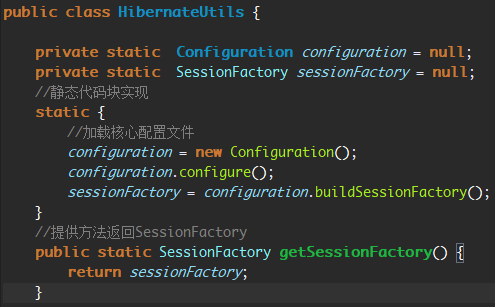 public class HibernateUtils {
private static Configuration configuration = null;
private static SessionFactory sessionFactory = null;
//静态代码块实现
static {
//加载核心配置文件
configuration = new Configuration();
configuration.configure();
sessionFactory = configuration.buildSessionFactory();
}
//提供方法返回SessionFactory
public static SessionFactory getSessionFactory() {
return sessionFactory;
}